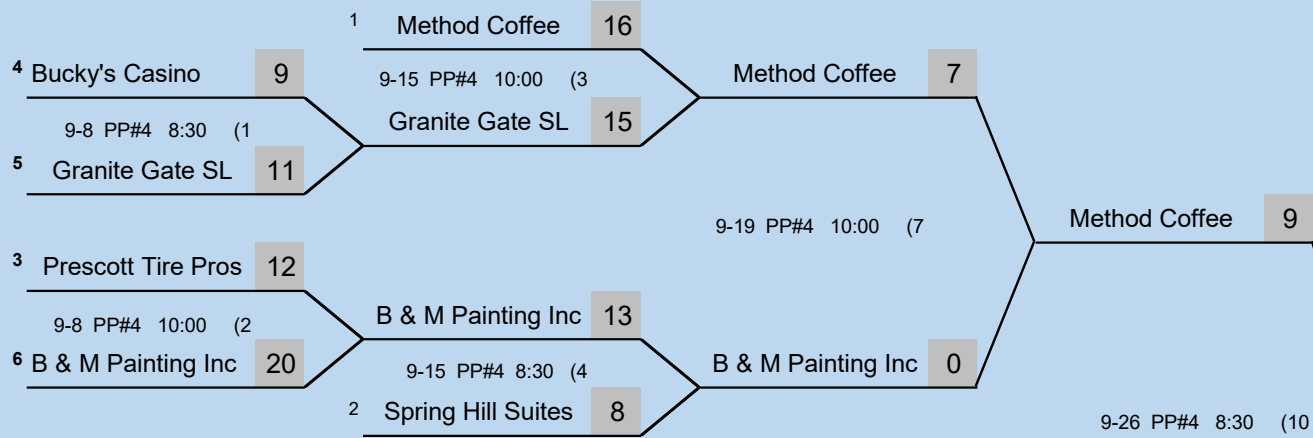 1 Method Coffee 16
4 Bucky's Casino 9
9-15 PP#4 10:00 (3
Method Coffee 7
9-8 PP#4 8:30 (1
Granite Gate SL 15
5 Granite Gate SL 11
9-19 PP#4 10:00 (7
Method Coffee 9
3 Prescott Tire Pros 12
B & M Painting Inc 13
9-8 PP#4 10:00 (2
6 B & M Painting Inc 20
9-15 PP#4 8:30 (4
B & M Painting Inc 0
2 Spring Hill Suites 8
9-26 PP#4 8:30 (10